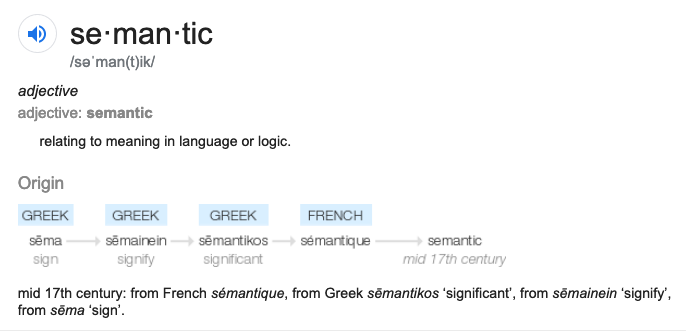 se·man·tic
/səˈman(t)ik/
adjective
adjective: semantic
relating to meaning in language or logic.
Origin
GREEK GREEK GREEK FRENCH
sēma sēmainein sēmantikos sémantique semantic
sign signify significant mid 17th century
mid 17th century: from French sémantique, from Greek sēmantikos ‘significant’, from sēmainein ‘signify’,
from sēma ‘sign’.